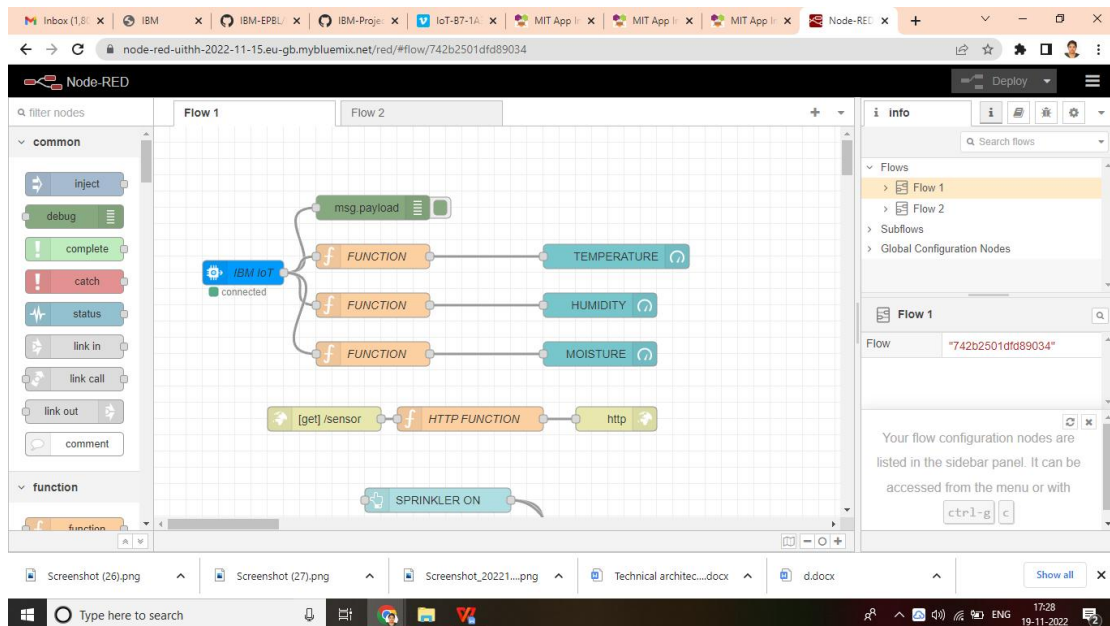 Inbox (1,8
IBM
IBM-EPBL/
IBM-Projec
IoT-B7-1A
MIT App In
MIT App In
MIT App In
Node-RED
node-red-uithh-2022-11-15.eu-gb.mybluemix.net/red/#flow/742b2501dfd89034
Node-RED
Deploy
filter nodes
Flow 1
Flow 2
info
Search flows
common
inject
debug
complete
catch
status
link in
link call
link out
comment
function
function
msg.payload
IBM IoT
connected
FUNCTION
TEMPERATURE
FUNCTION
HUMIDITY
FUNCTION
MOISTURE
[get] /sensor
HTTP FUNCTION
http
SPRINKLER ON
Flows
Flow 1
Flow 2
Subflows
Global Configuration Nodes
Flow 1
Flow
"742b2501dfd89034"
Your flow configuration nodes are
listed in the sidebar panel. It can be
accessed from the menu or with
ctrl-g c
Screenshot (26).png
Screenshot (27).png
Screenshot_20221....png
Technical architec....docx
d.docx
Show all
Type here to search
ENG
17:28
19-11-2022